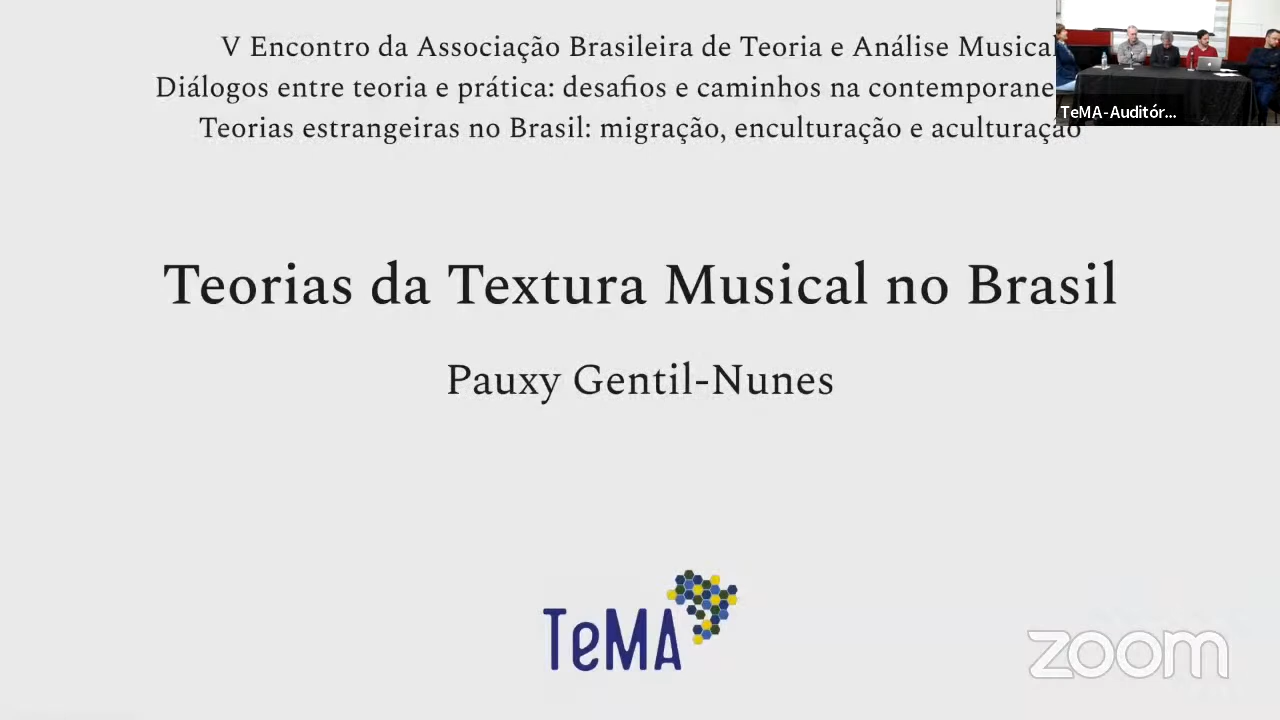 V Encontro da Associação Brasileira de Teoria e Análise Musical
Diálogos entre teoria e prática: desafios e caminhos na contemporane
Teorias estrangeiras no Brasil: migração, enculturação e aculturação
TeMA-Auditór...
Teorias da Textura Musical no Brasil
Pauxy Gentil-Nunes
TeMA
zoom